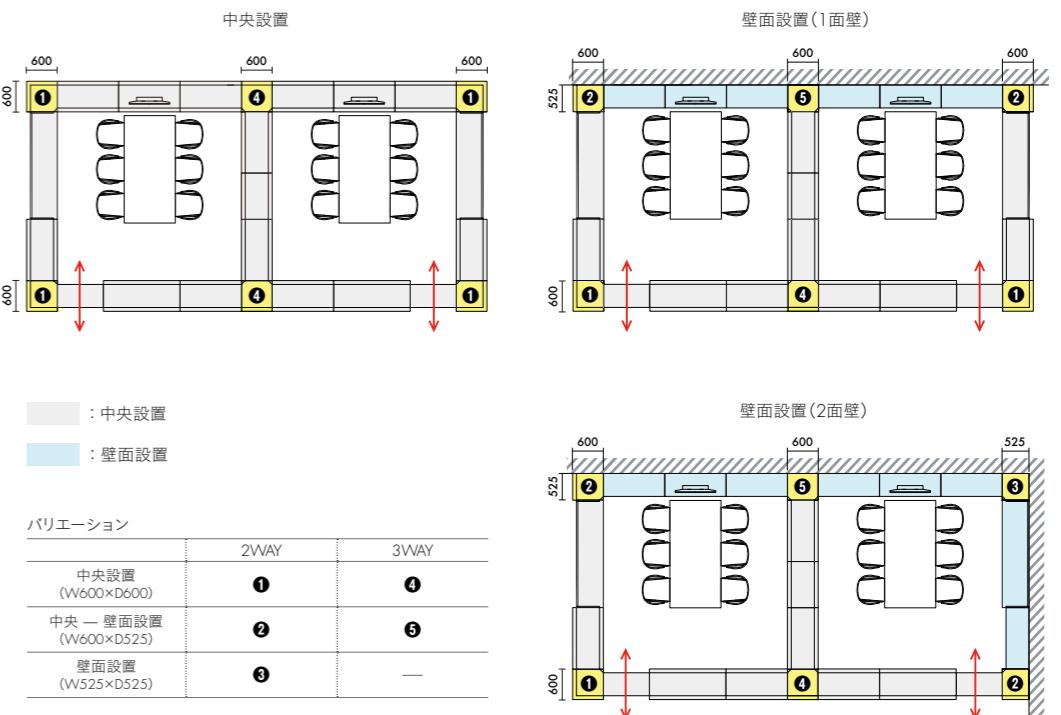 中央設置
600 600 600
600
❶ ❹ ❶
600
❶ ❹ ❶
壁面設置(1面壁)
600 600 600
525
❷ ❺ ❷
600
❶ ❹ ❶
:中央設置
:壁面設置
壁面設置(2面壁)
600 600 525
525
❷ ❺ ❸
600
❶ ❹ ❷
バリエーション
2WAY 3WAY
中央設置
(W600×D600)
❶ ❹
中央 — 壁面設置
(W600×D525)
❷ ❺
壁面設置
(W525×D525)
❸ —